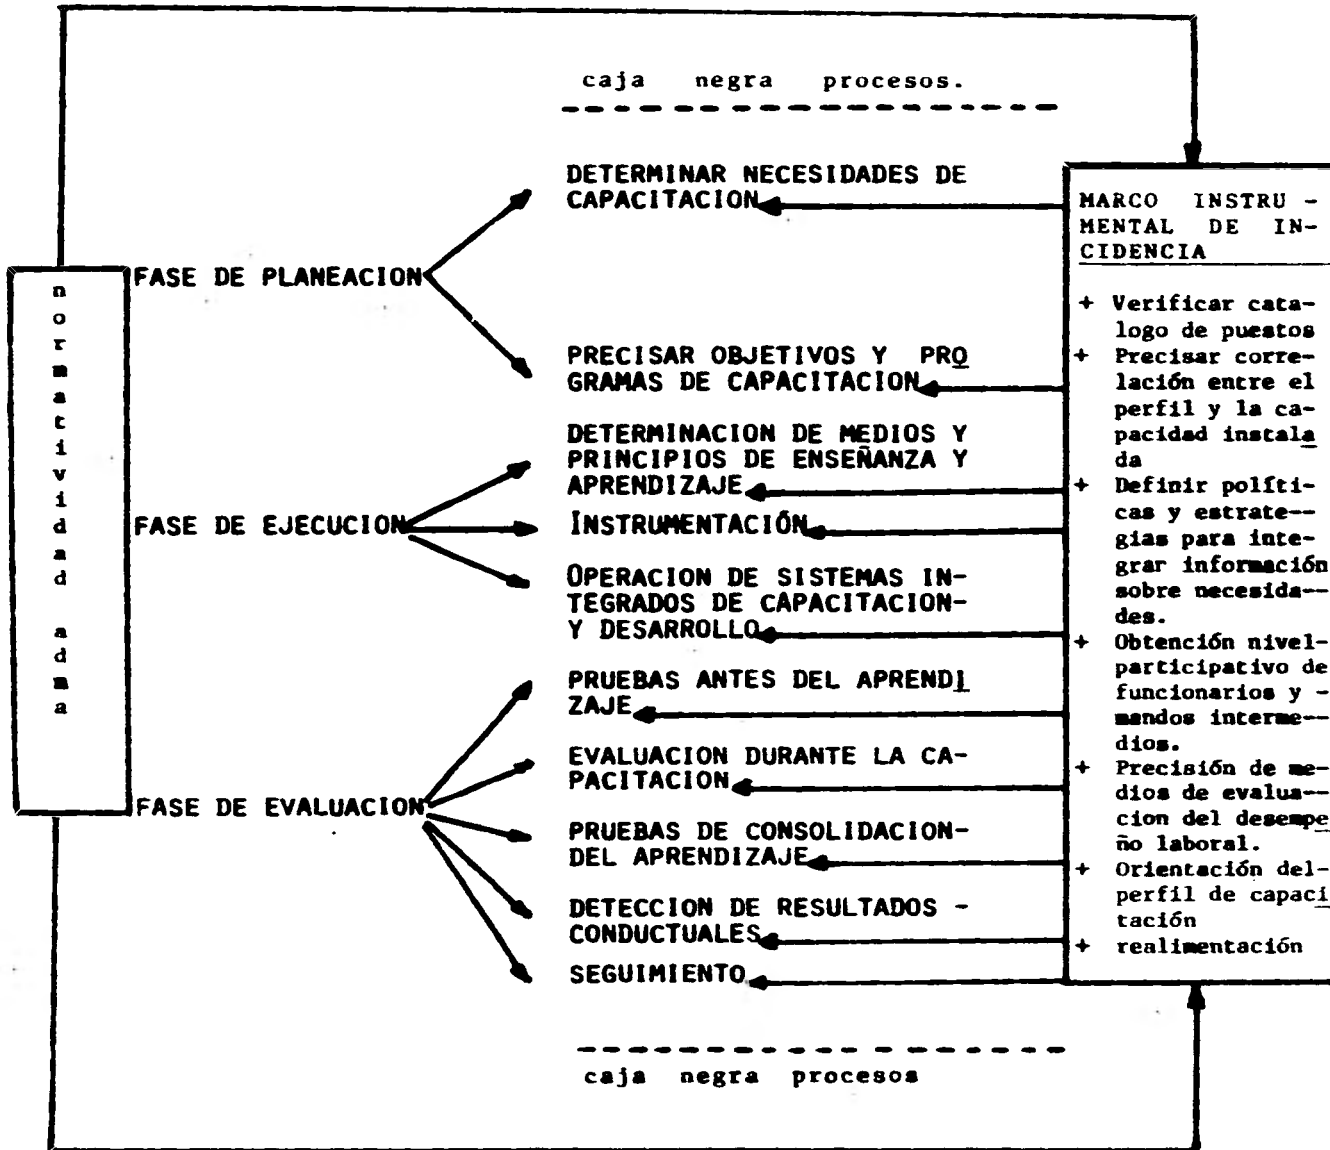 caja negra procesos.
normatividad adma
FASE DE PLANEACION
DETERMINAR NECESIDADES DE
CAPACITACION
PRECISAR OBJETIVOS Y PRO
GRAMAS DE CAPACITACION
FASE DE EJECUCION
DETERMINACION DE MEDIOS Y
PRINCIPIOS DE ENSEÑANZA Y
APRENDIZAJE
INSTRUMENTACIÓN
OPERACION DE SISTEMAS IN-
TEGRADOS DE CAPACITACION-
Y DESARROLLO
FASE DE EVALUACION
PRUEBAS ANTES DEL APRENDI
ZAJE
EVALUACION DURANTE LA CA-
PACITACION
PRUEBAS DE CONSOLIDACION-
DEL APRENDIZAJE
DETECCION DE RESULTADOS -
CONDUCTUALES
SEGUIMIENTO
MARCO INSTRU -
MENTAL DE IN-
CIDENCIA
+ Verificar cata-
logo de puestos
+ Precisar corre-
lación entre el
perfil y la ca-
pacidad instala
da
+ Definir políti-
cas y estrate--
gias para inte-
grar información
sobre necesida--
des.
+ Obtención nivel-
participativo de
funcionarios y -
mandos interme--
dios.
+ Precisión de me-
dios de evalua--
cion del desempe
ño laboral.
+ Orientación del-
perfil de capaci
tación
+ realimentación
caja negra procesos